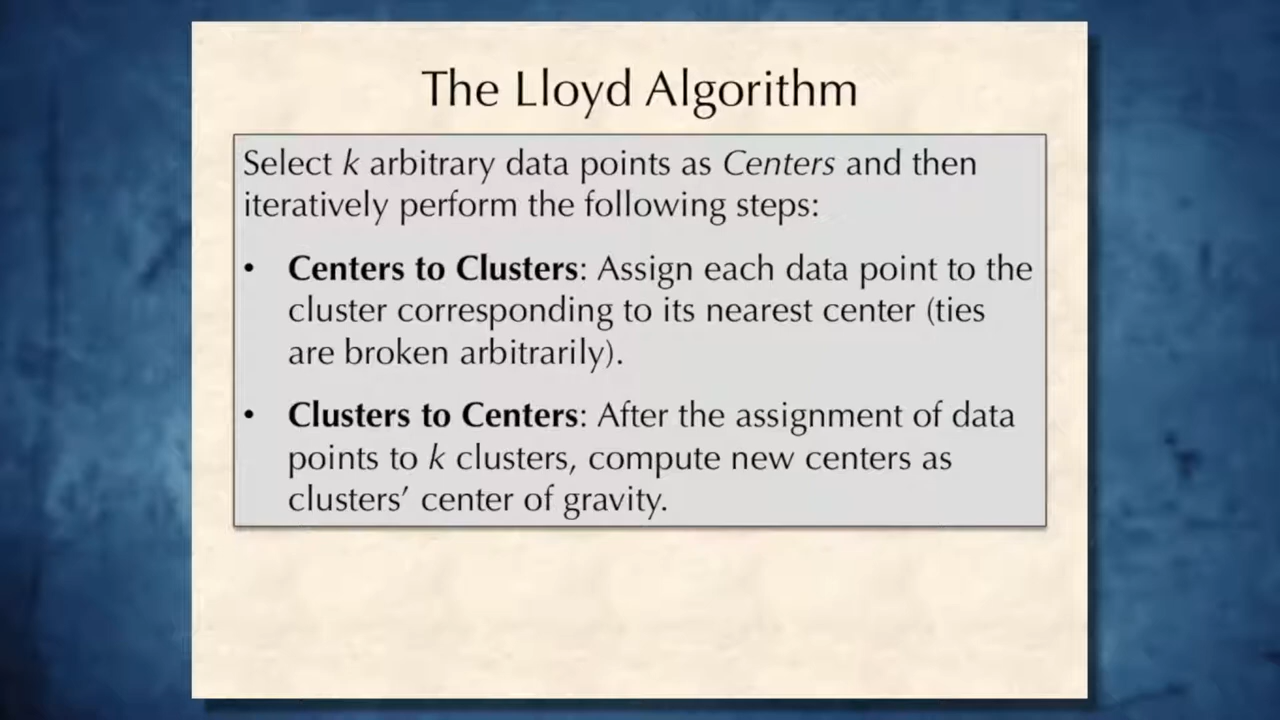 The Lloyd Algorithm
Select k arbitrary data points as Centers and then
iteratively perform the following steps:
• Centers to Clusters: Assign each data point to the
cluster corresponding to its nearest center (ties
are broken arbitrarily).
• Clusters to Centers: After the assignment of data
points to k clusters, compute new centers as
clusters’ center of gravity.